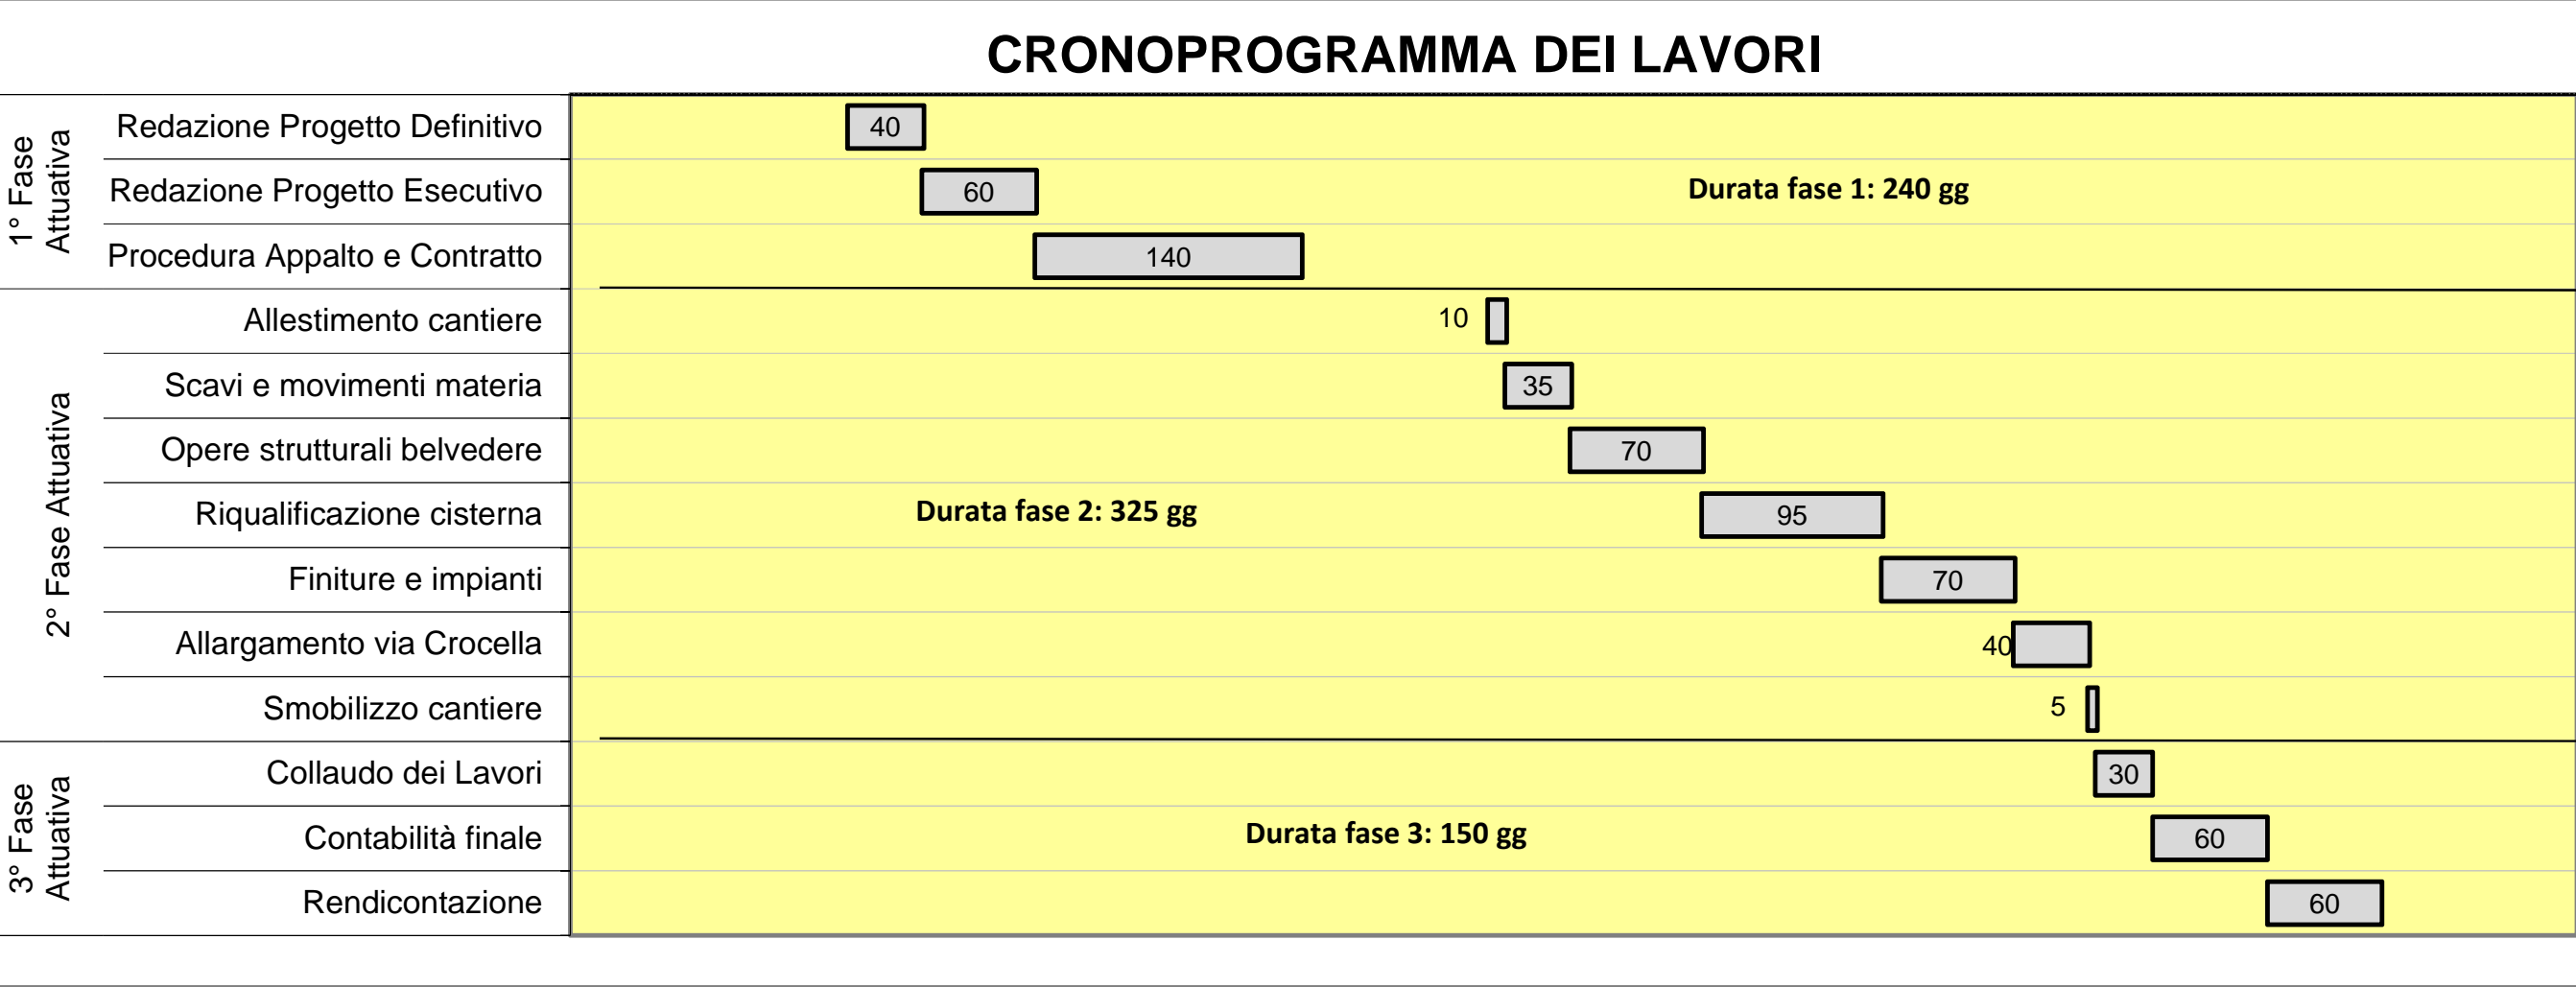 CRONOPROGRAMMA DEI LAVORI
1° Fase
Attuativa
Redazione Progetto Definitivo
40
Redazione Progetto Esecutivo
60
Durata fase 1: 240 gg
Procedura Appalto e Contratto
140
2° Fase Attuativa
Allestimento cantiere
10
Scavi e movimenti materia
35
Opere strutturali belvedere
70
Riqualificazione cisterna
Durata fase 2: 325 gg
95
Finiture e impianti
70
Allargamento via Crocella
40
Smobilizzo cantiere
5
3° Fase
Attuativa
Collaudo dei Lavori
30
Contabilità finale
Durata fase 3: 150 gg
60
Rendicontazione
60